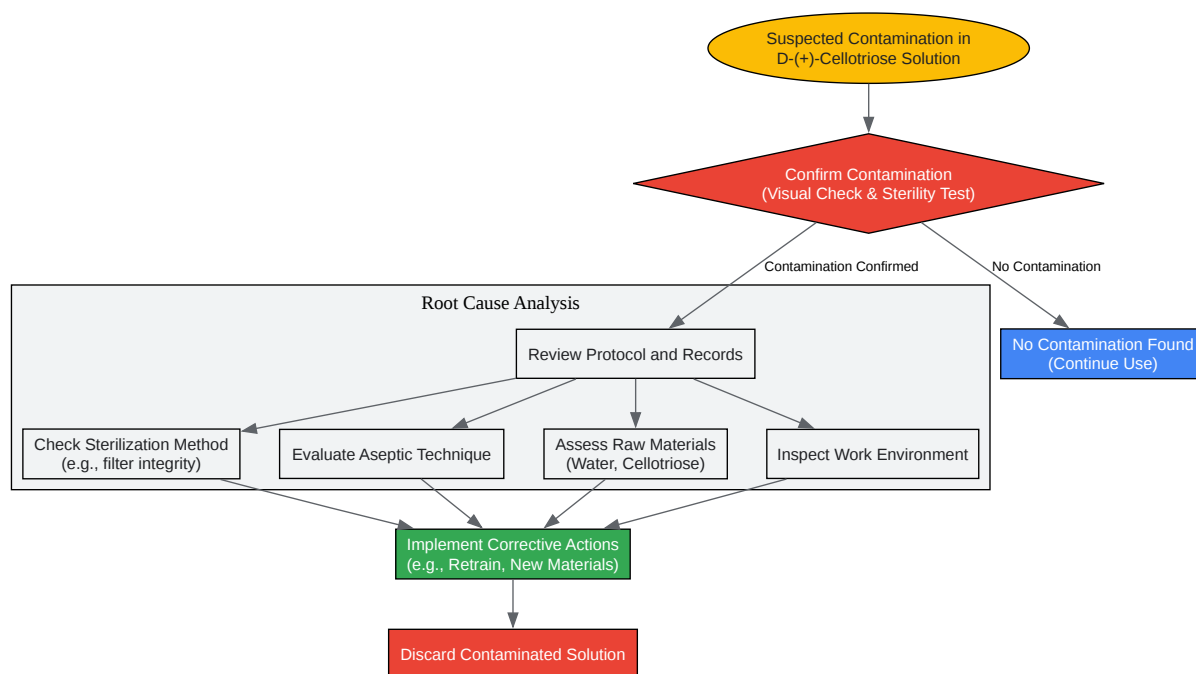 Suspected Contamination in
D-(+)-Cellotriose Solution
Confirm Contamination
(Visual Check & Sterility Test)
Contamination Confirmed
No Contamination
Root Cause Analysis
Review Protocol and Records
No Contamination Found
(Continue Use)
Check Sterilization Method
(e.g., filter integrity)
Evaluate Aseptic Technique
Assess Raw Materials
(Water, Cellotriose)
Inspect Work Environment
Implement Corrective Actions
(e.g., Retrain, New Materials)
Discard Contaminated Solution